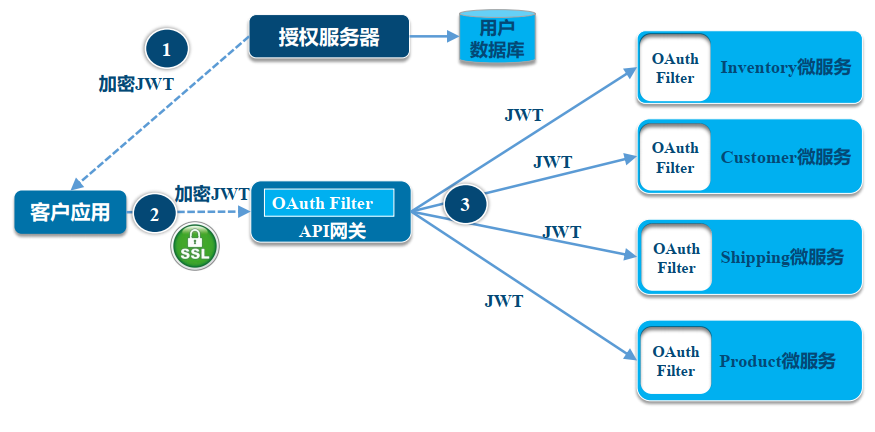 1
授权服务器
用户
数据库
加密JWT
客户应用
2
加密JWT
SSL
OAuth Filter
API网关
3
JWT
JWT
JWT
JWT
OAuth
Filter
Inventory微服务
OAuth
Filter
Customer微服务
OAuth
Filter
Shipping微服务
OAuth
Filter
Product微服务